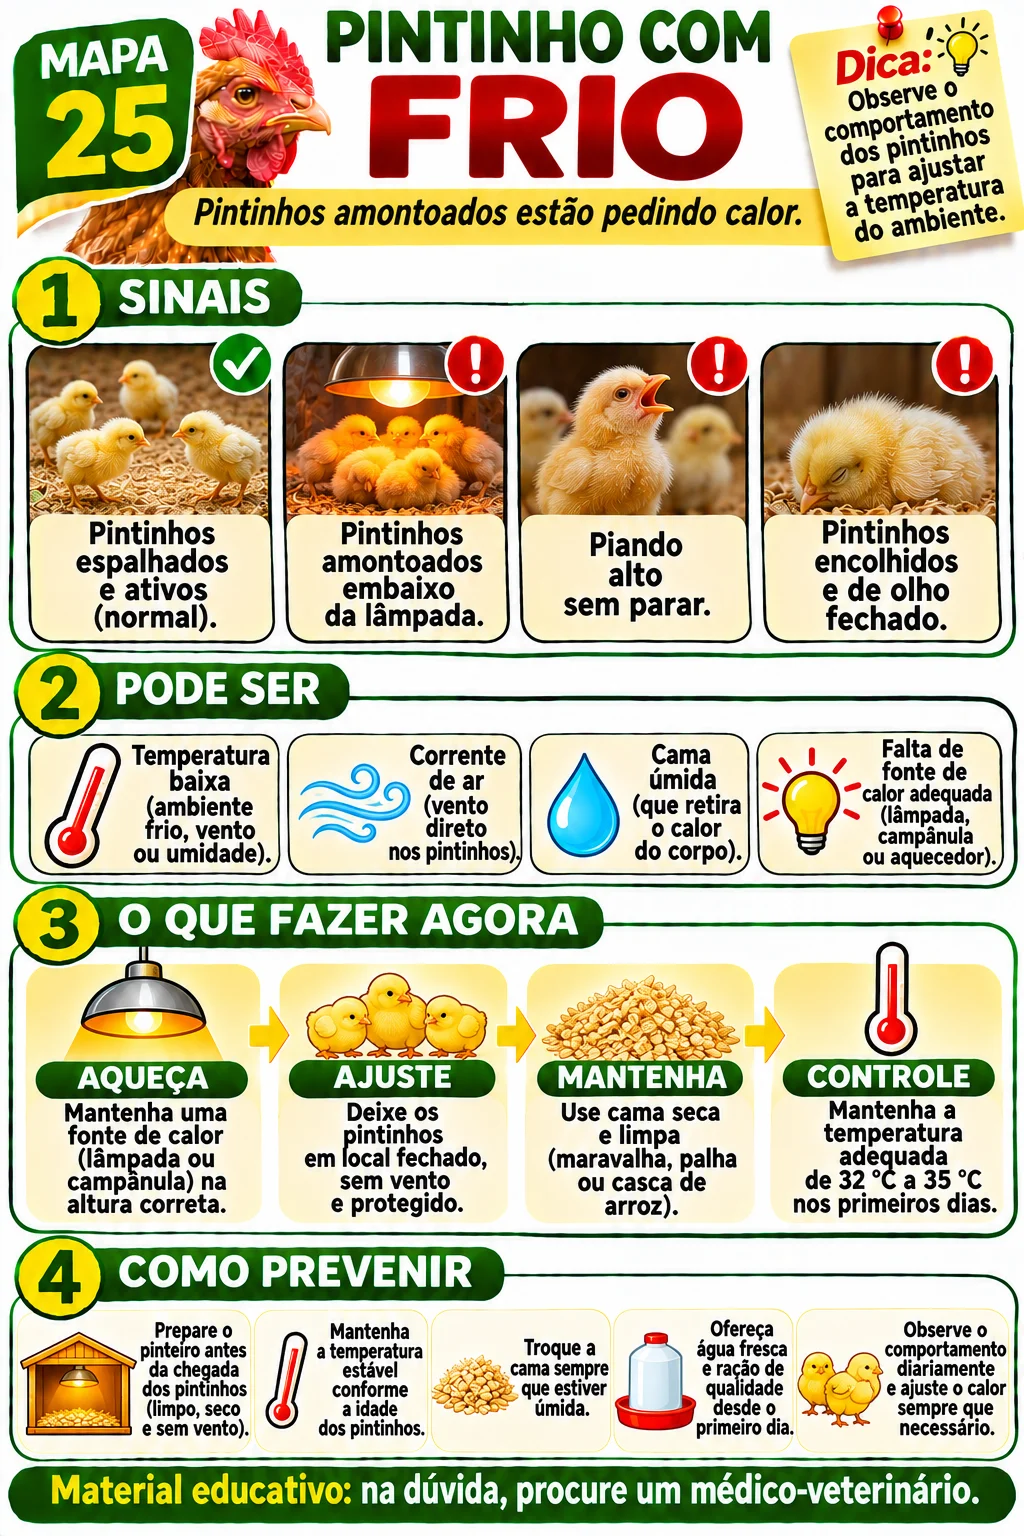 MAPA
25
PINTINHO COM
FRIO
Pintinhos amontoados estão pedindo calor.
Dica:
Observe o
comportamento
dos pintinhos
para ajustar
a temperatura
do ambiente.
1 SINAIS
Pintinhos
espalhados
e ativos
(normal).
Pintinhos
amontoados
embaixo
da lâmpada.
Piando
alto
sem parar.
Pintinhos
encolhidos
e de olho
fechado.
2 PODE SER
Temperatura
baixa
(ambiente
frio, vento
ou umidade).
Corrente
de ar
(vento
direto
nos pintinhos).
Cama
úmida
(que retira
o calor
do corpo).
Falta de
fonte de
calor adequada
(lâmpada,
campânula
ou aquecedor).
3 O QUE FAZER AGORA
AQUEÇA
Mantenha uma
fonte de calor
(lâmpada ou
campânula) na
altura correta.
AJUSTE
Deixe os
pintinhos
em local fechado,
sem vento
e protegido.
MANTENHA
Use cama seca
e limpa
(maravalha, palha
ou casca de
arroz).
CONTROLE
Mantenha a
temperatura
adequada
de 32 °C a 35 °C
nos primeiros dias.
4 COMO PREVENIR
Prepare o
pinteiro antes
da chegada
dos pintinhos
(limpo, seco
e sem vento).
Mantenha
a temperatura
estável
conforme
a idade
dos pintinhos.
Troque a
cama sempre
que estiver
úmida.
Ofereça
água fresca
e ração de
qualidade
desde o
primeiro dia.
Observe o
comportamento
diariamente
e ajuste o calor
sempre que
necessário.
Material educativo: na dúvida, procure um médico-veterinário.